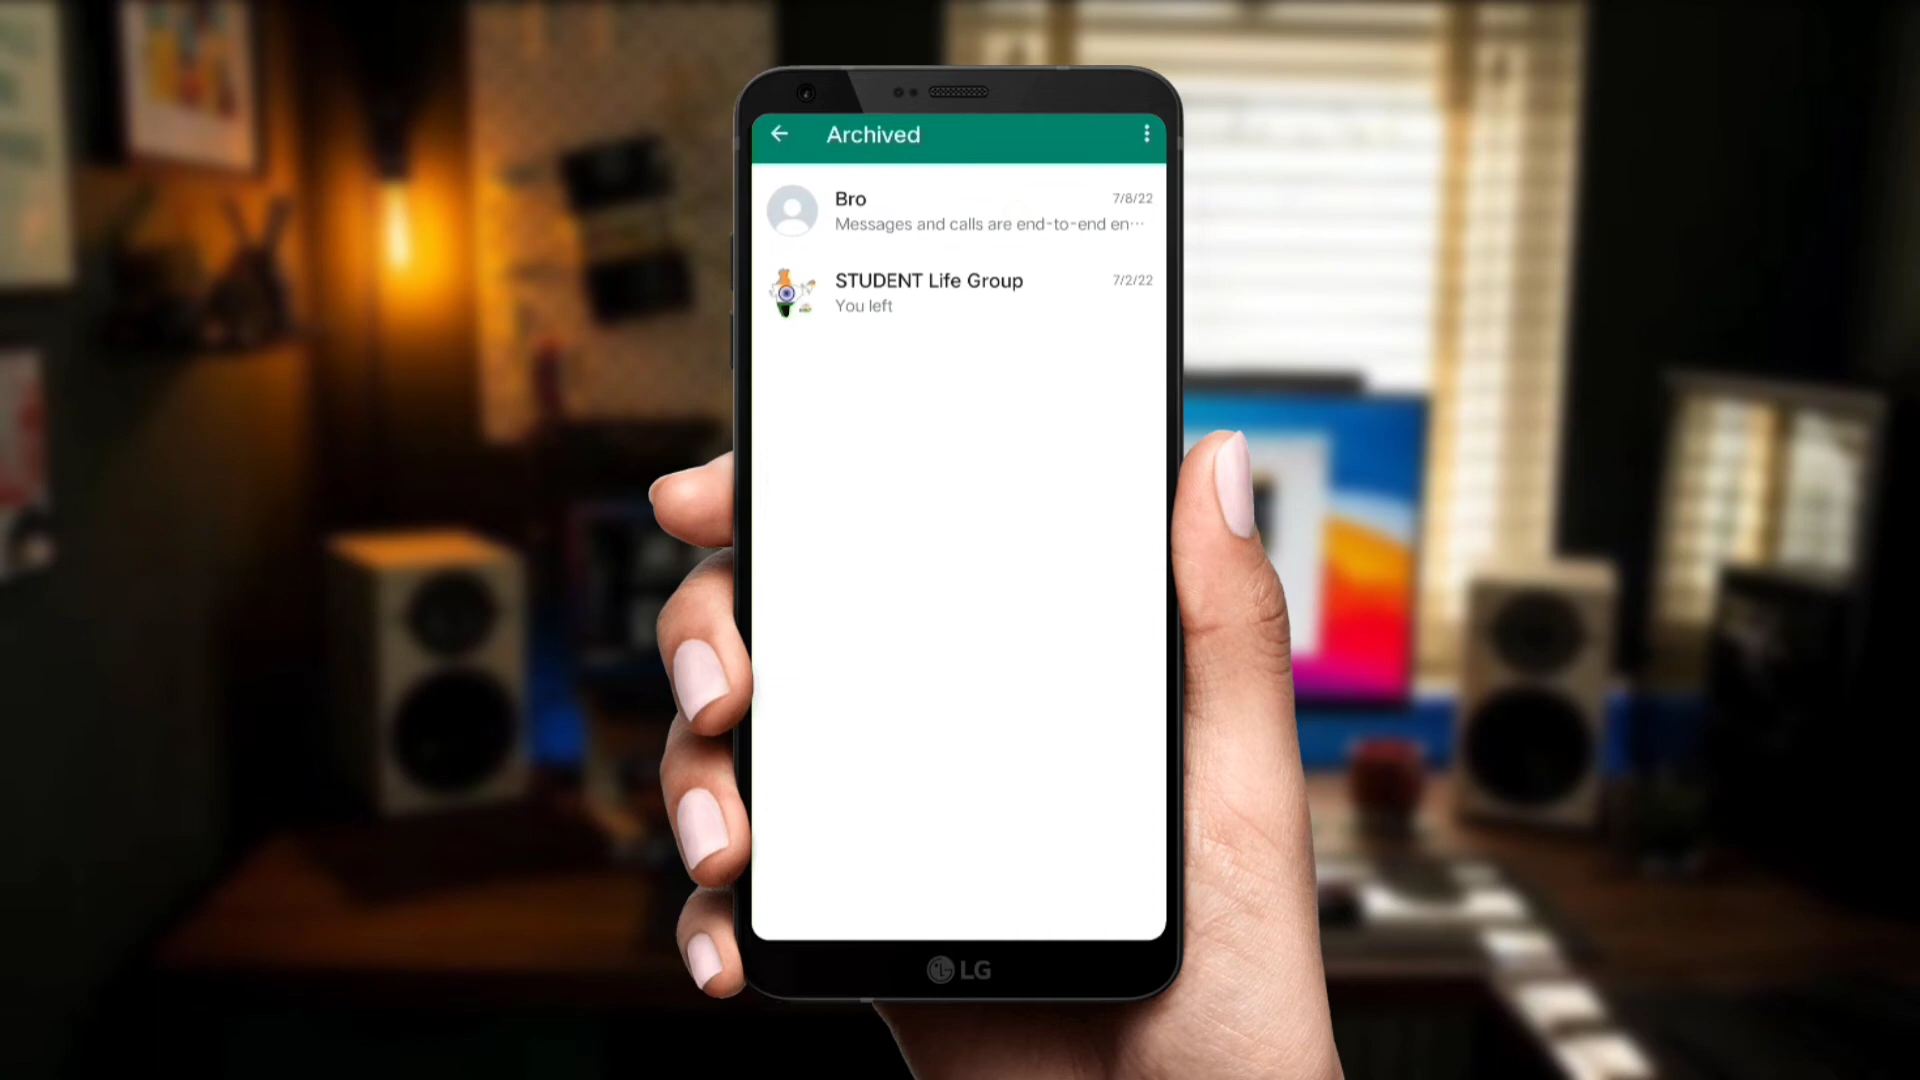 Archived
Bro
7/8/22
Messages and calls are end-to-end en…
STUDENT Life Group
7/2/22
You left
LG